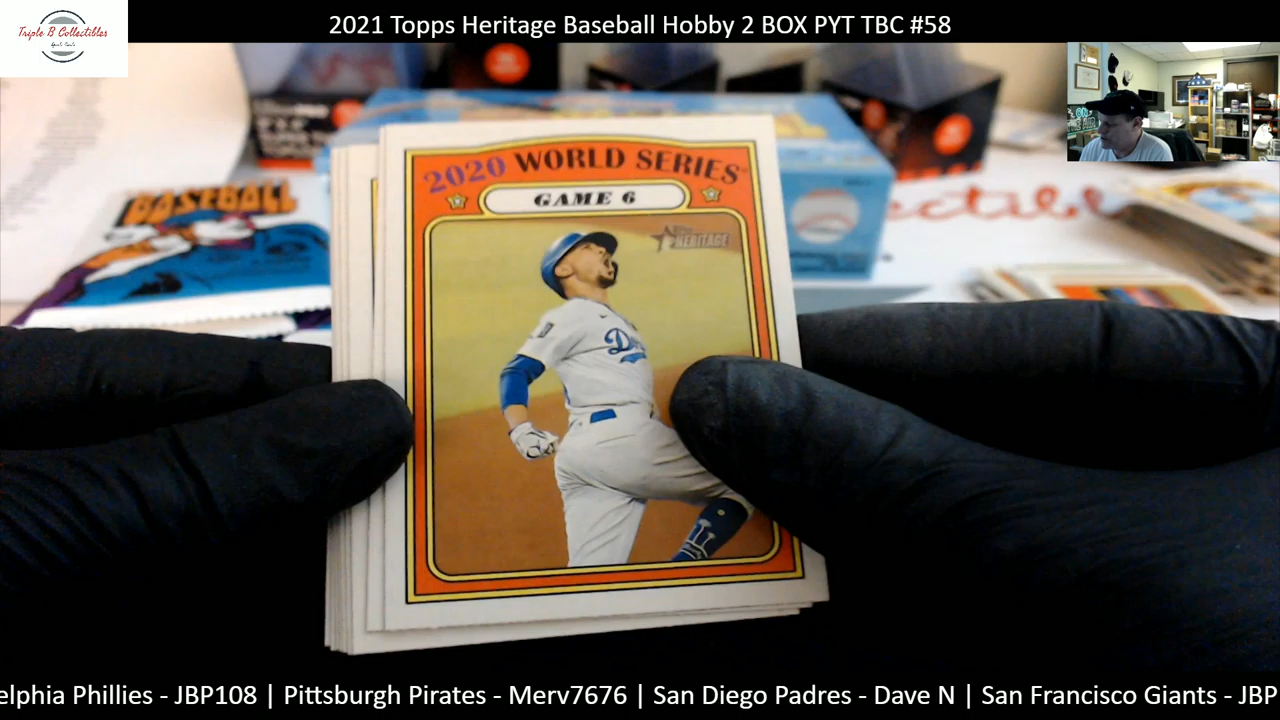 2021 Topps Heritage Baseball Hobby 2 BOX PYT TBC #58
Triple B Collectibles
2020 WORLD SERIES
GAME 6
HERITAGE
BASEBALL
elphia Phillies - JBP108 | Pittsburgh Pirates - Merv7676 | San Diego Padres - Dave N | San Francisco Giants - JBP